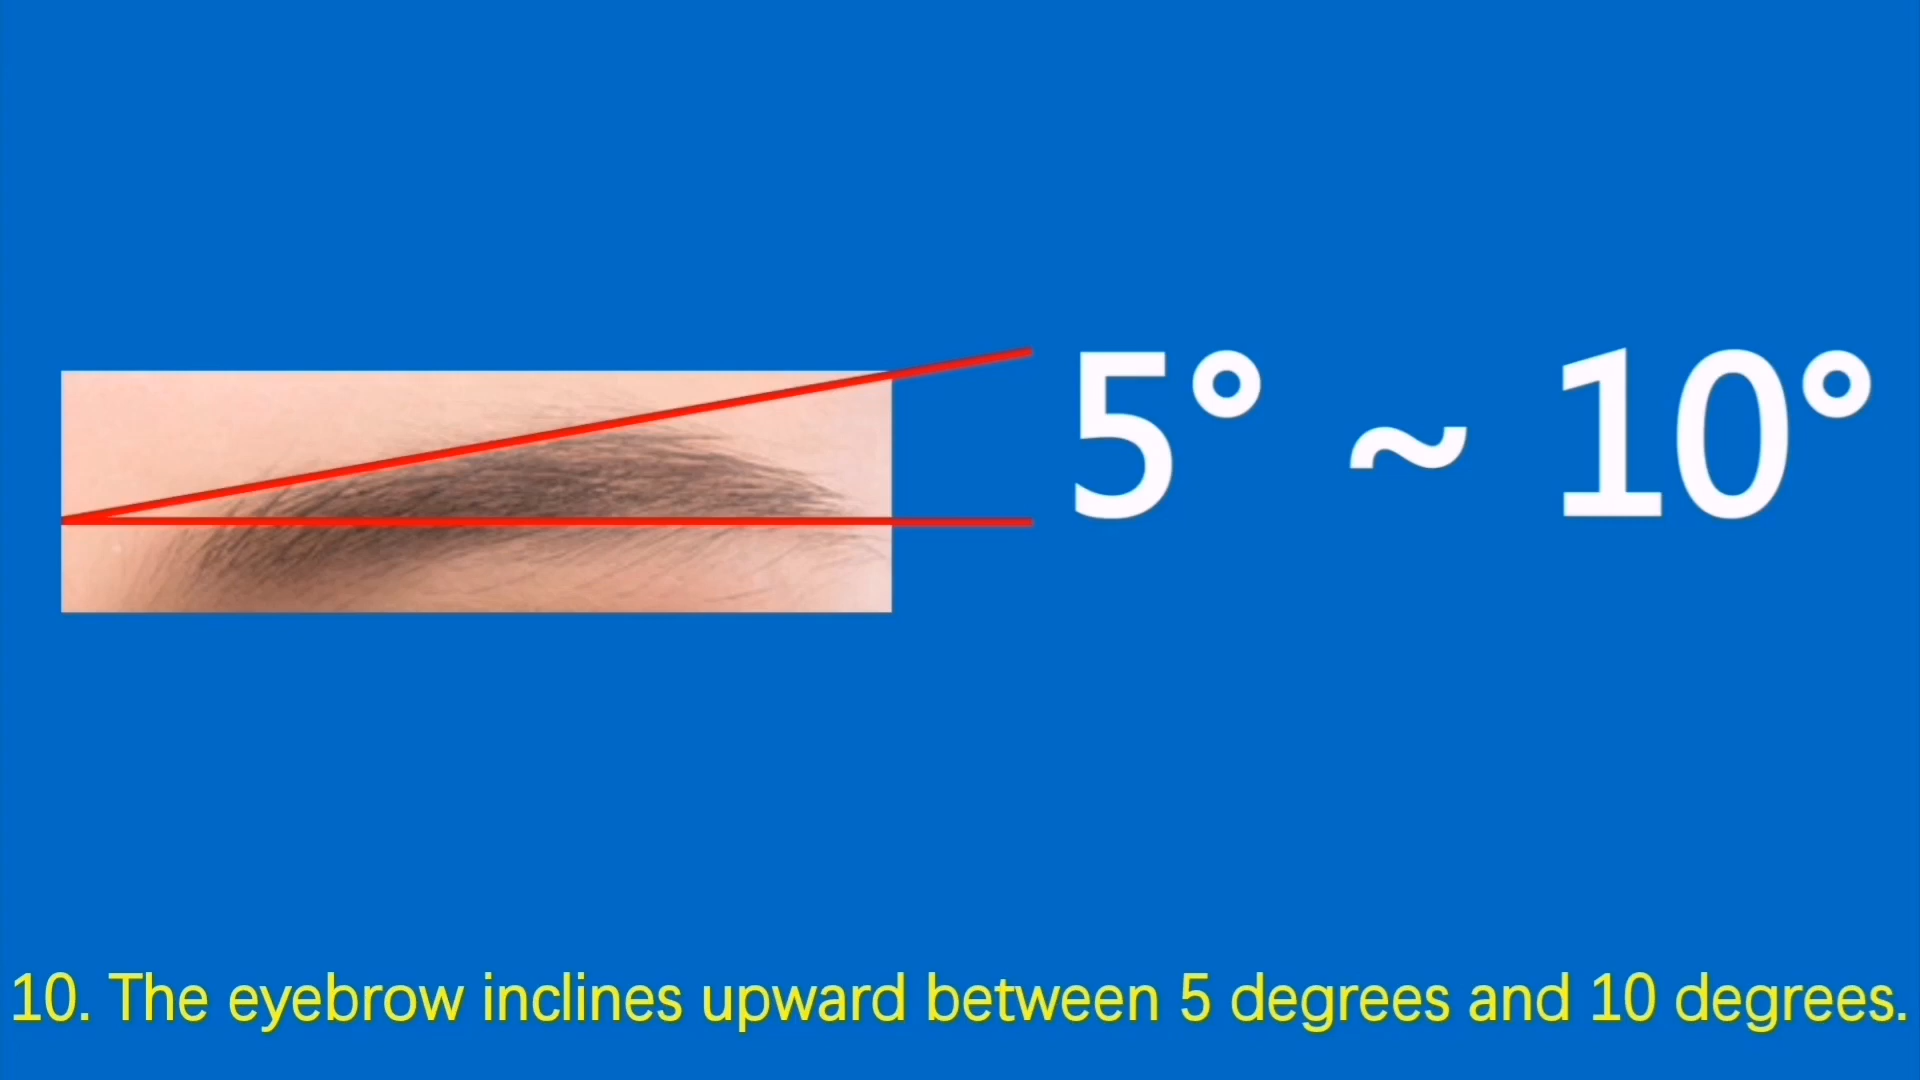 5° ~ 10°
10. The eyebrow inclines upward between 5 degrees and 10 degrees.